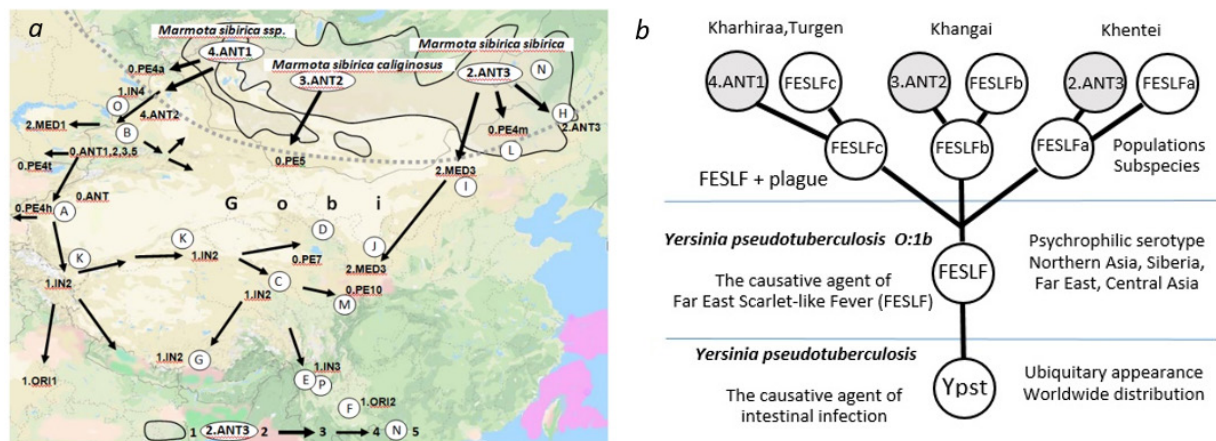 a
Marmota sibirica ssp.
4.ANT1
Marmota sibirica sibirica
Marmota sibirica caliginosus
0.PE4a
3.ANT2
2.ANT3
N
1.IN4
O
4.ANT2
H
2.MED1
B
0.PE4m
2.ANT3
0.ANT1,2,3,5
L
0.PE5
0.PE4t
2.MED3
0.ANT
I
G o b i
0.PE4h
A
D
K
K
J
1.IN2
0.PE7
1.IN2
C
2.MED3
1.IN2
0.PE10
M
1.IN2
G
1.IN3
E
P
1.ORI1
F
1.ORI2
1 2.ANT3 2 3 4 N 5
b
Kharhiraa,Turgen
Khangai
Khentei
4.ANT1
FESLFc
3.ANT2
FESLFb
2.ANT3
FESLFa
FESLFc
FESLFb
FESLFa
Populations
Subspecies
FESLF + plague
Yersinia pseudotuberculosis O:1b
The causative agent of
Far East Scarlet-like Fever (FESLF)
FESLF
Psychrophilic serotype
Northern Asia, Siberia,
Far East, Central Asia
Yersinia pseudotuberculosis
The causative agent of
intestinal infection
Ypst
Ubiquitary appearance
Worldwide distribution